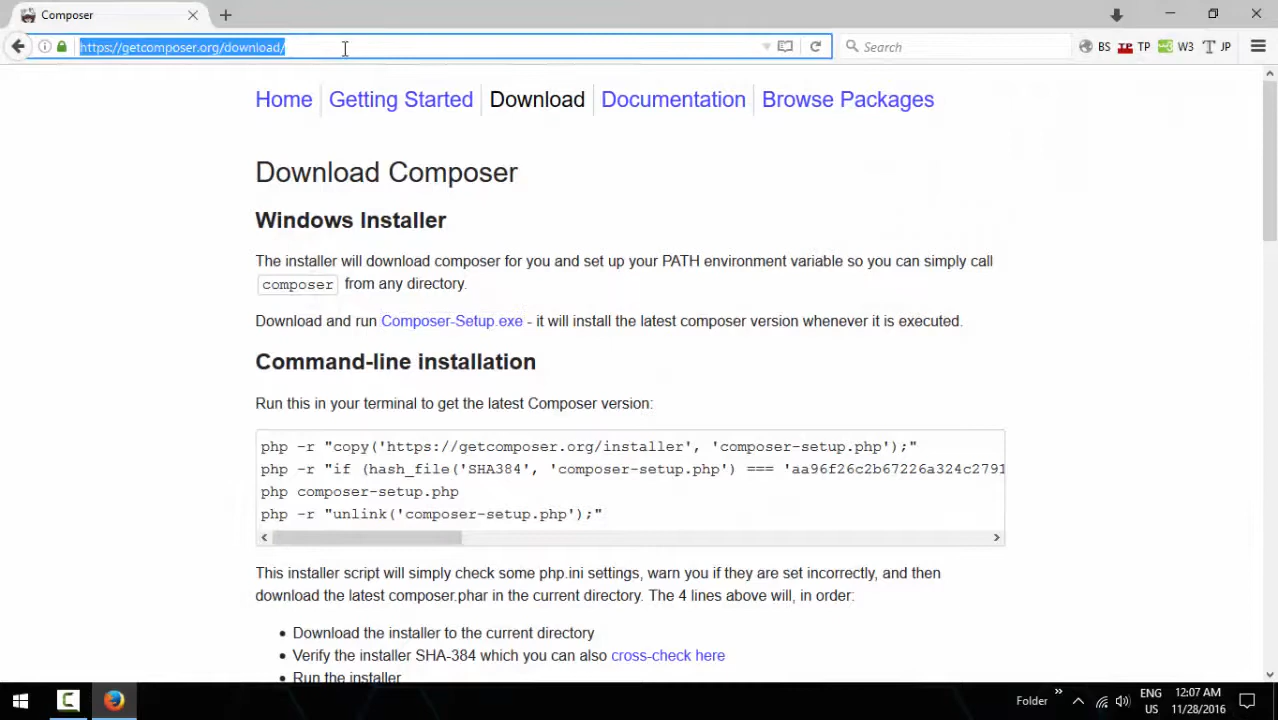 Composer
https://getcomposer.org/download/
Search
BS
TP
W3
JP
Home
Getting Started
Download
Documentation
Browse Packages
Download Composer
Windows Installer
The installer will download composer for you and set up your PATH environment variable so you can simply call
composer from any directory.
Download and run Composer-Setup.exe - it will install the latest composer version whenever it is executed.
Command-line installation
Run this in your terminal to get the latest Composer version:
php -r "copy('https://getcomposer.org/installer', 'composer-setup.php');"
php -r "if (hash_file('SHA384', 'composer-setup.php') === 'aa96f26c2b67226a324c2791
php composer-setup.php
php -r "unlink('composer-setup.php');"
This installer script will simply check some php.ini settings, warn you if they are set incorrectly, and then
download the latest composer.phar in the current directory. The 4 lines above will, in order:
• Download the installer to the current directory
• Verify the installer SHA-384 which you can also cross-check here
• Run the installer
Folder
ENG
US
12:07 AM
11/28/2016